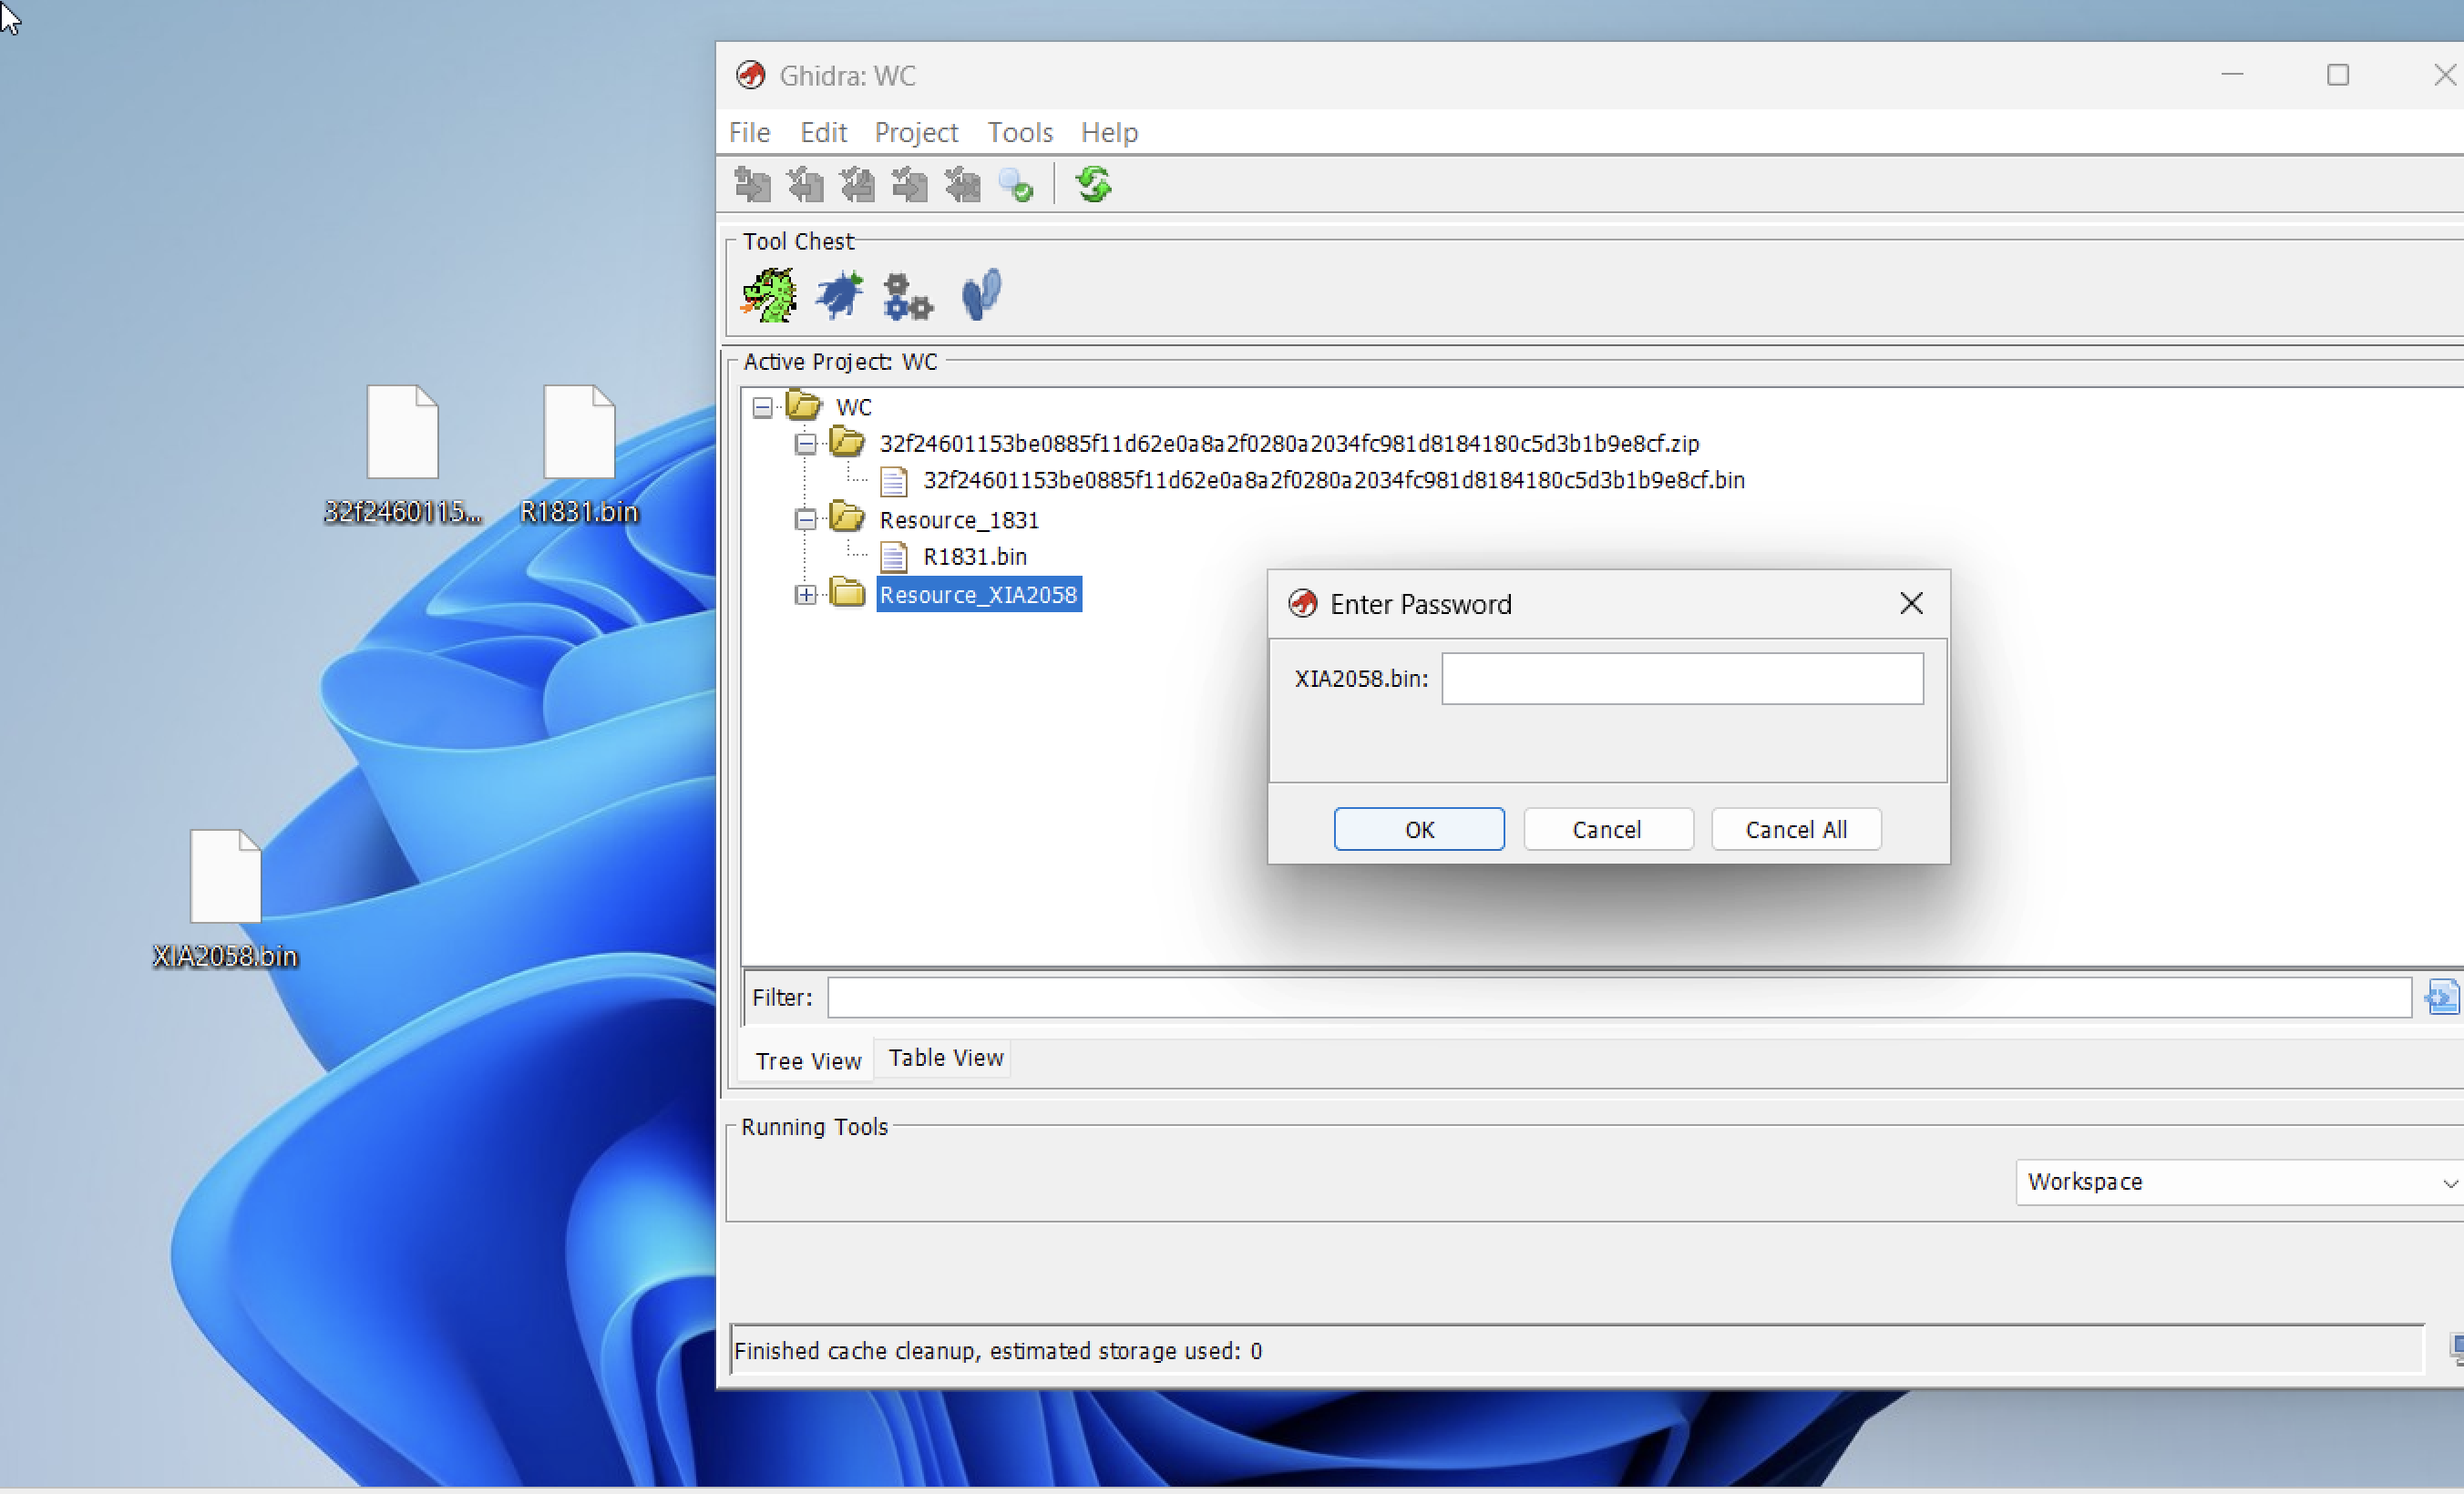 Ghidra: WC
File Edit Project Tools Help
Tool Chest
Active Project: WC
WC
32f24601153be0885f11d62e0a8a2f0280a2034fc981d8184180c5d3b1b9e8cf.zip
32f24601153be0885f11d62e0a8a2f0280a2034fc981d8184180c5d3b1b9e8cf.bin
Resource_1831
R1831.bin
Resource_XIA2058
32f2460115...
R1831.bin
XIA2058.bin
Enter Password
XIA2058.bin:
OK Cancel Cancel All
Filter:
Tree View Table View
Running Tools
Workspace
Finished cache cleanup, estimated storage used: 0